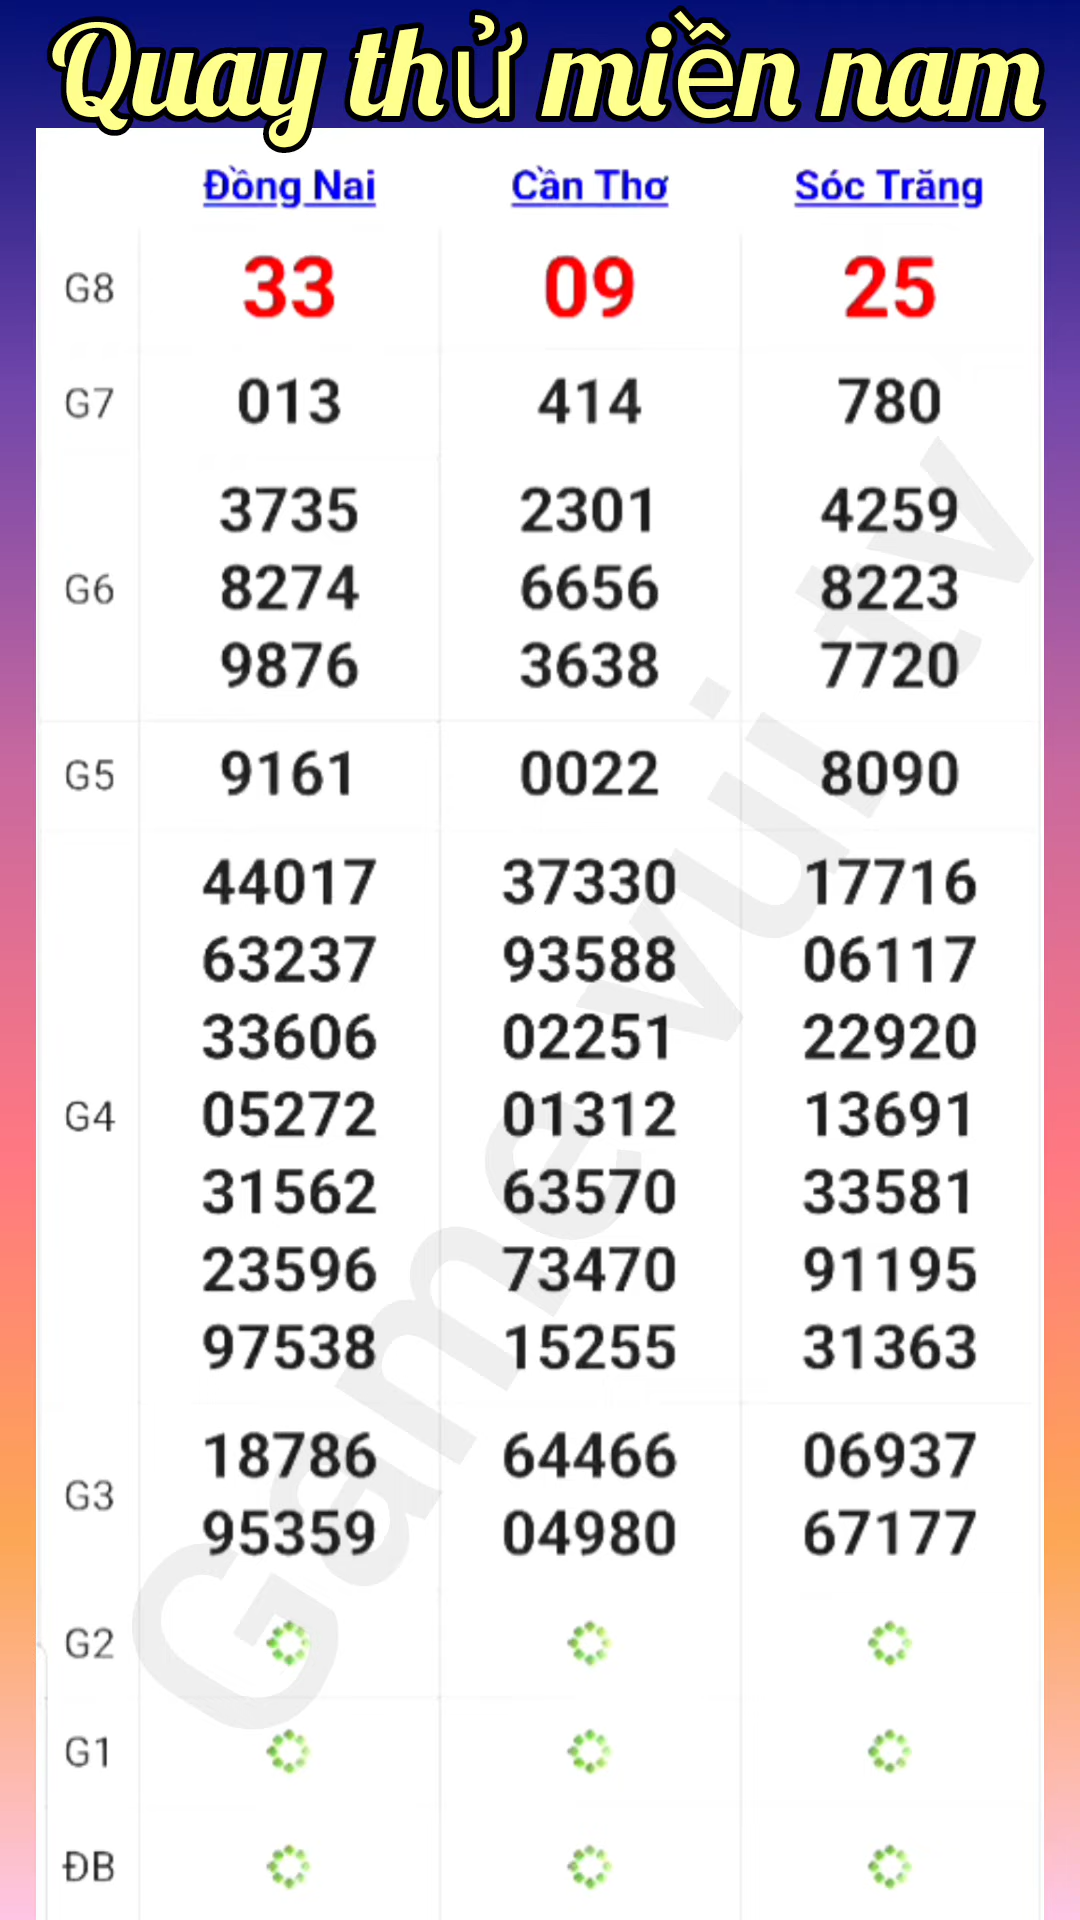 Quay thử miền nam
Đồng Nai Cần Thơ Sóc Trăng
G8 33 09 25
G7 013 414 780
3735 2301 4259
G6 8274 6656 8223
9876 3638 7720
G5 9161 0022 8090
44017 37330 17716
63237 93588 06117
33606 02251 22920
G4 05272 01312 13691
31562 63570 33581
23596 73470 91195
97538 15255 31363
18786 64466 06937
G3
95359 04980 67177
G2
G1
ĐB
Game vui tv